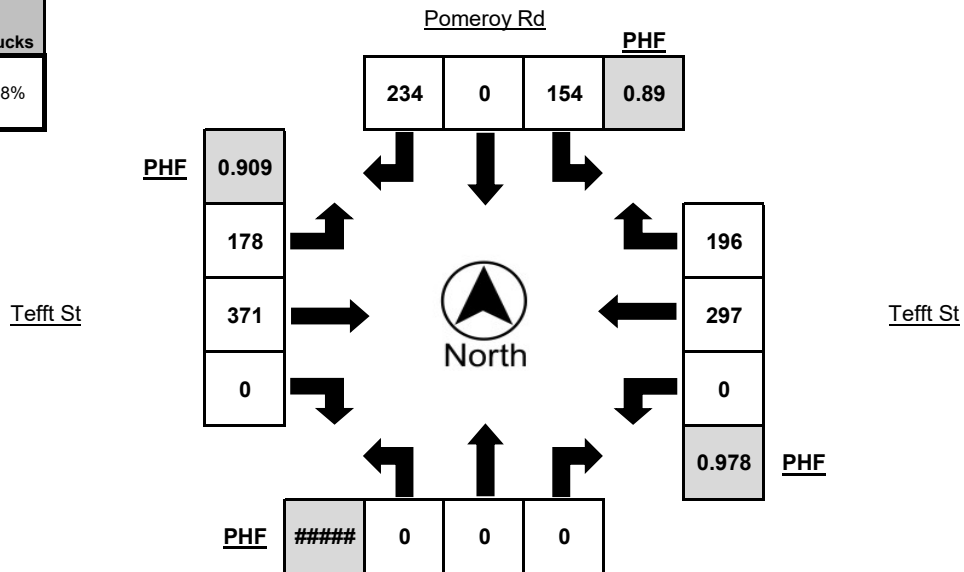 Pomeroy Rd
ucks
PHF
8%
234 0 154 0.89
PHF 0.909
178 196
Tefft St 371 297 Tefft St
North
0 0
0.978 PHF
PHF ##### 0 0 0